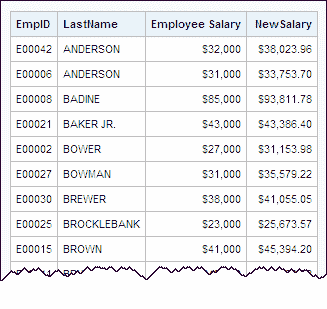 EmpID LastName Employee Salary NewSalary
E00042 ANDERSON $32,000 $38,023.96
E00006 ANDERSON $31,000 $33,753.70
E00008 BADINE $85,000 $93,811.78
E00021 BAKER JR. $43,000 $43,386.40
E00002 BOWER $27,000 $31,153.98
E00027 BOWMAN $31,000 $35,579.22
E00030 BREWER $38,000 $41,055.05
E00025 BROCKLEBANK $23,000 $25,673.57
E00015 BROWN $41,000 $45,394.20